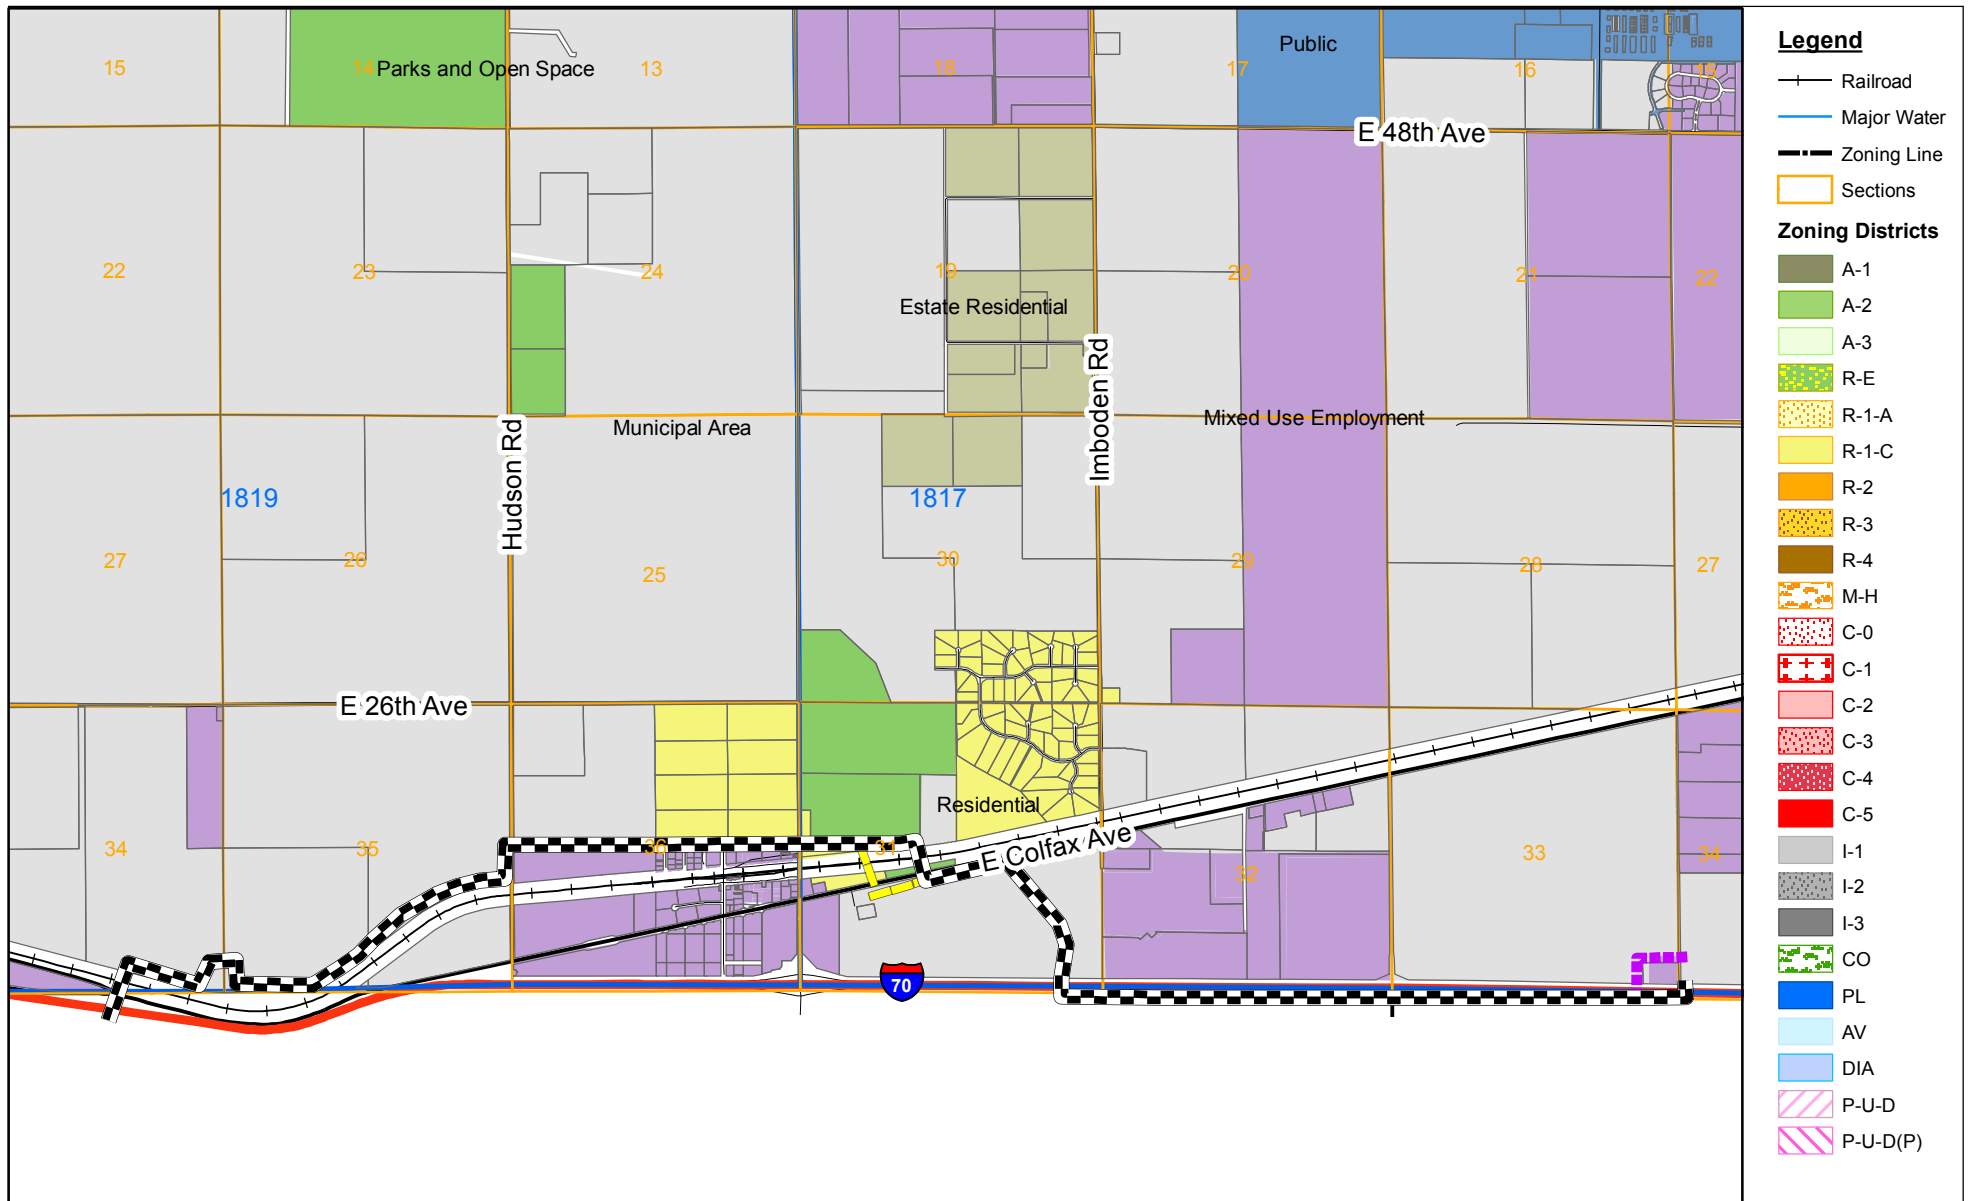 15
14
Parks and Open Space
13
18
17
Public
16
15
E 48th Ave
22
23
24
19
20
21
22
Estate Residential
Imboden Rd
Mixed Use Employment
Municipal Area
Hudson Rd
1819
1817
27
26
25
30
29
28
27
E 26th Ave
Residential
E Colfax Ave
34
35
36
31
32
33
34
70
Legend
Railroad
Major Water
Zoning Line
Sections
Zoning Districts
A-1
A-2
A-3
R-E
R-1-A
R-1-C
R-2
R-3
R-4
M-H
C-0
C-1
C-2
C-3
C-4
C-5
I-1
I-2
I-3
CO
PL
AV
DIA
P-U-D
P-U-D(P)